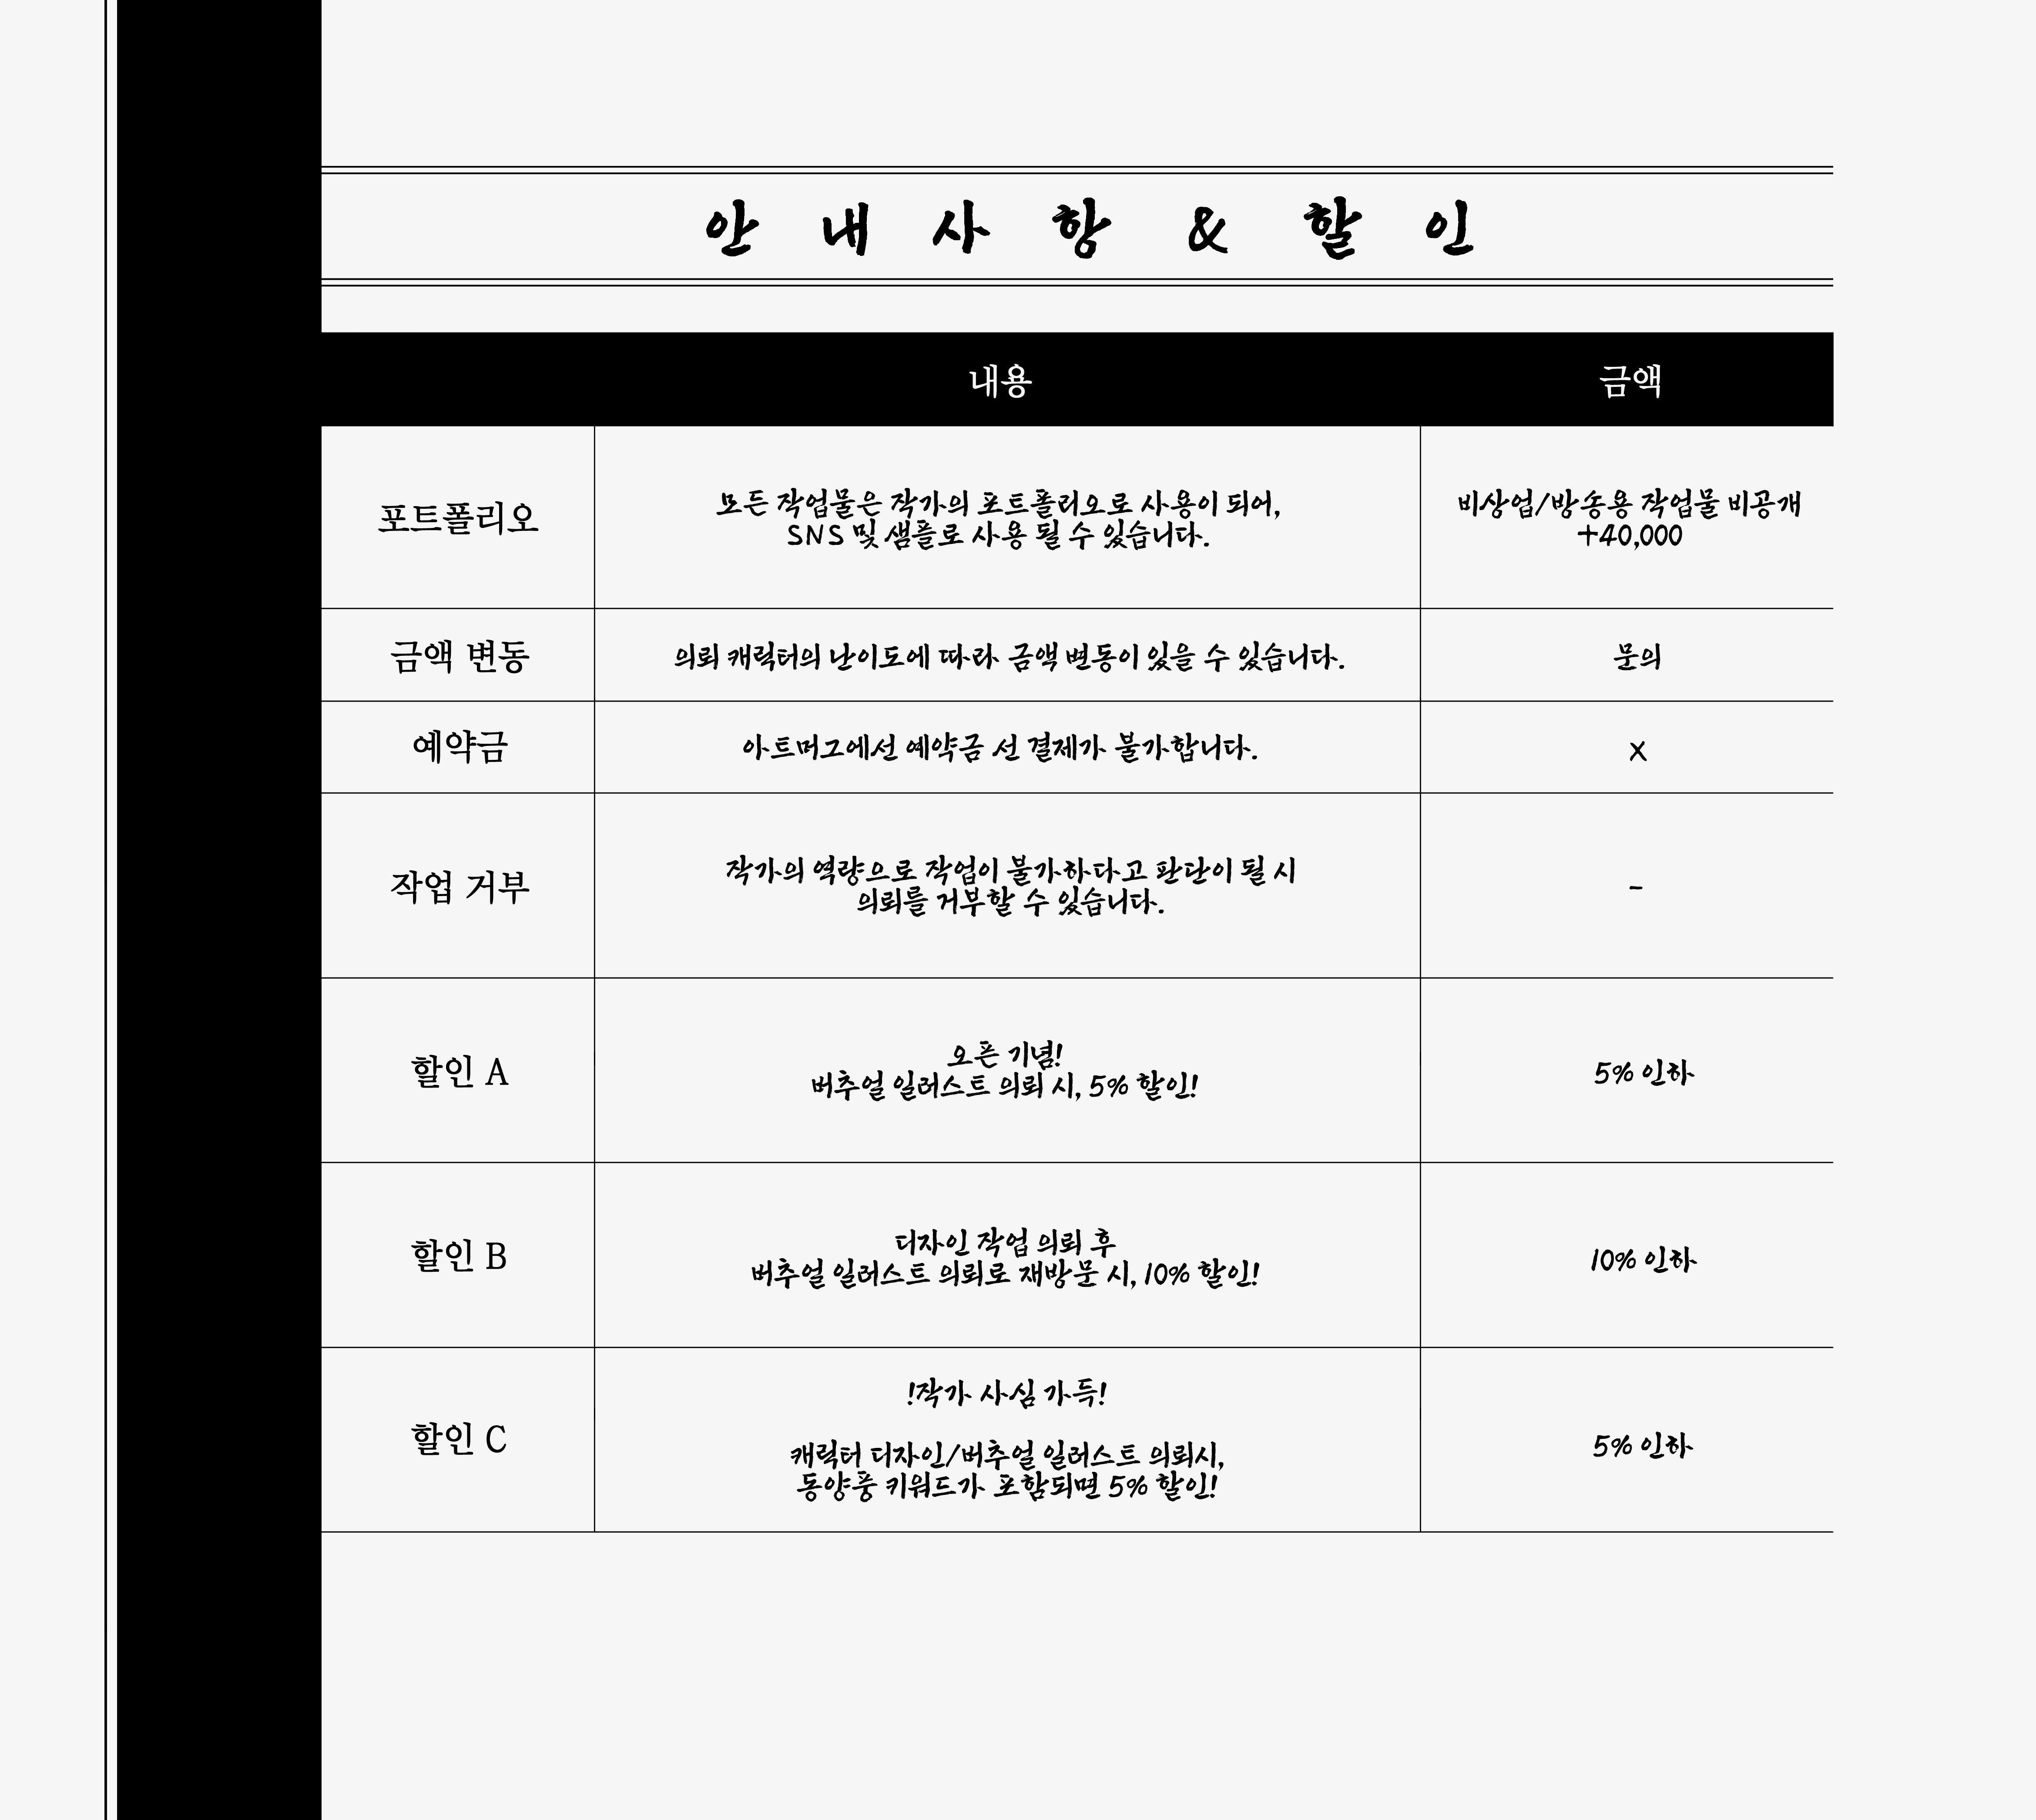 안 내 사 항 & 할 인
내용 금액
포트폴리오
모든 작업물은 작가의 포트폴리오로 사용이 되어,
SNS 및 샘플로 사용 될 수 있습니다.
비상업/방송용 작업물 비공개
+40,000
금액 변동
의뢰 캐릭터의 난이도에 따라 금액 변동이 있을 수 있습니다.
문의
예약금
아트머그에선 예약금 선 결제가 불가합니다.
x
작업 거부
작가의 역량으로 작업이 불가하다고 판단이 될 시
의뢰를 거부할 수 있습니다.
-
할인 A
오픈 기념!
버추얼 일러스트 의뢰 시, 5% 할인!
5% 인하
할인 B
디자인 작업 의뢰 후
버추얼 일러스트 의뢰로 재방문 시, 10% 할인!
10% 인하
할인 C
!작가 사심 가득!
캐릭터 디자인/버추얼 일러스트 의뢰시,
동양풍 키워드가 포함되면 5% 할인!
5% 인하